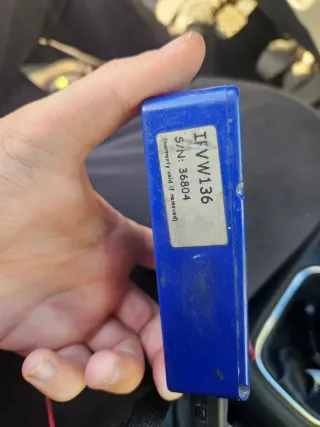 IFVW136
S/N: 36804
(warranty void if removed)